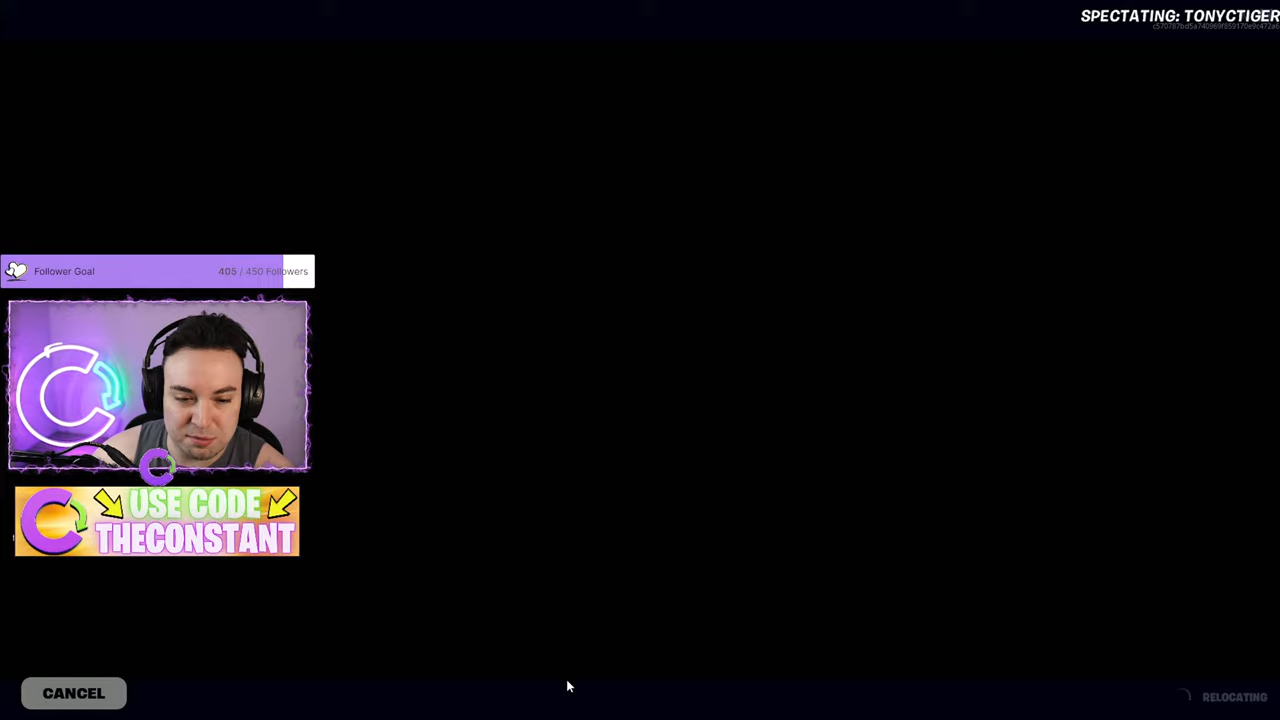 SPECTATING: TONYCTIGER
Follower Goal
405 / 450 Followers
USE CODE
THECONSTANT
CANCEL
RELOCATING